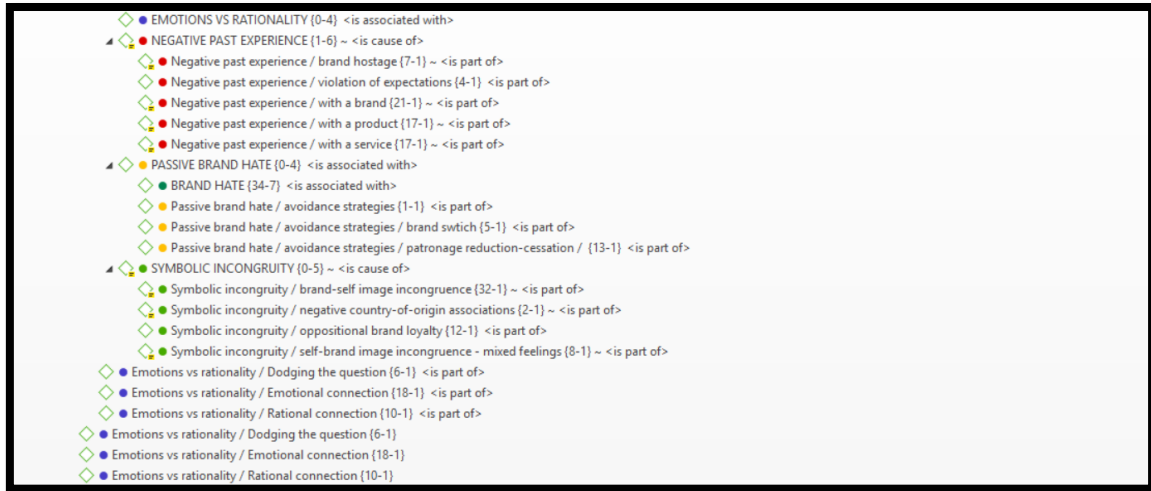 EMOTIONS VS RATIONALITY {0-4} <is associated with>
NEGATIVE PAST EXPERIENCE {1-6} ~ <is cause of>
Negative past experience / brand hostage {7-1} ~ <is part of>
Negative past experience / violation of expectations {4-1} <is part of>
Negative past experience / with a brand {21-1} ~ <is part of>
Negative past experience / with a product {17-1} ~ <is part of>
Negative past experience / with a service {17-1} ~ <is part of>
PASSIVE BRAND HATE {0-4} <is associated with>
BRAND HATE {34-7} <is associated with>
Passive brand hate / avoidance strategies {1-1} <is part of>
Passive brand hate / avoidance strategies / brand swtich {5-1} <is part of>
Passive brand hate / avoidance strategies / patronage reduction-cessation / {13-1} <is part of>
SYMBOLIC INCONGRUITY {0-5} ~ <is cause of>
Symbolic incongruity / brand-self image incongruence {32-1} ~ <is part of>
Symbolic incongruity / negative country-of-origin associations {2-1} ~ <is part of>
Symbolic incongruity / oppositional brand loyalty {12-1} <is part of>
Symbolic incongruity / self-brand image incongruence - mixed feelings {8-1} ~ <is part of>
Emotions vs rationality / Dodging the question {6-1} <is part of>
Emotions vs rationality / Emotional connection {18-1} <is part of>
Emotions vs rationality / Rational connection {10-1} <is part of>
Emotions vs rationality / Dodging the question {6-1}
Emotions vs rationality / Emotional connection {18-1}
Emotions vs rationality / Rational connection {10-1}